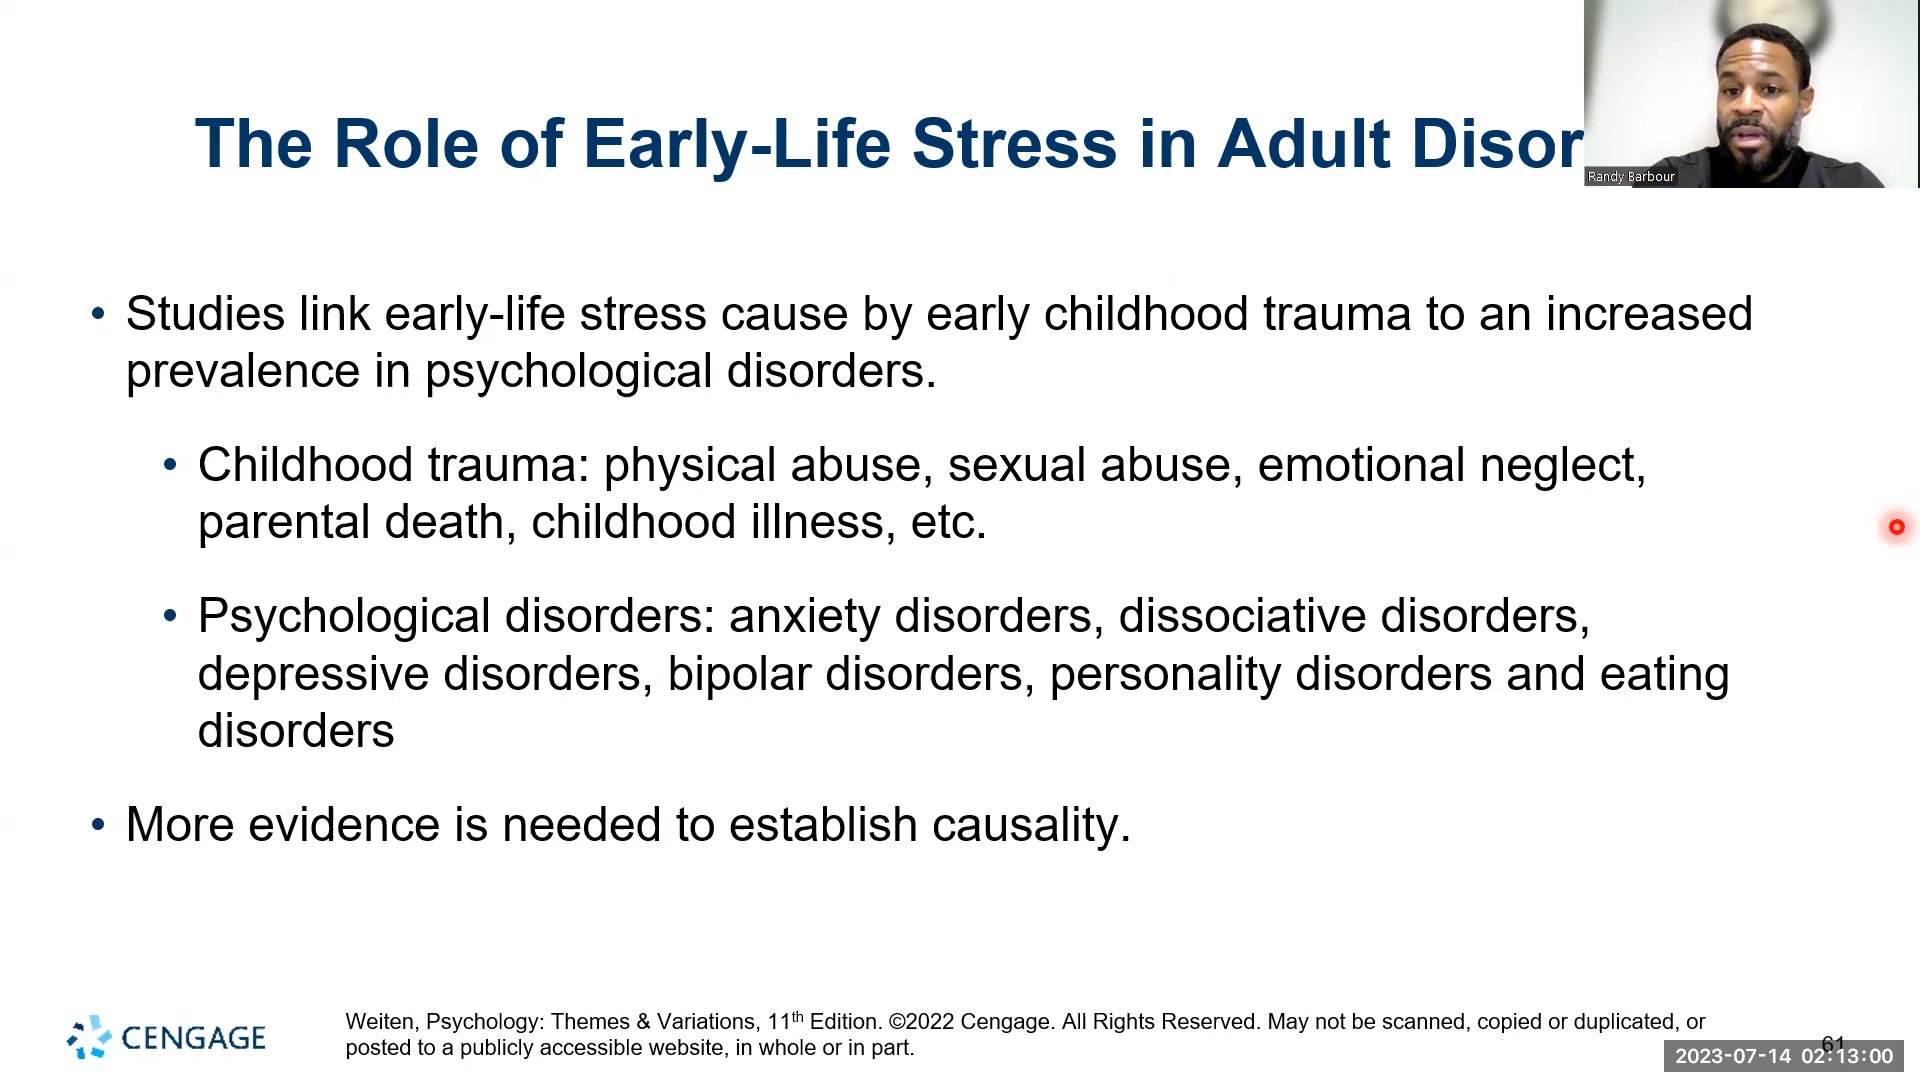 The Role of Early-Life Stress in Adult Disor
Randy Barbour
• Studies link early-life stress cause by early childhood trauma to an increased
prevalence in psychological disorders.
• Childhood trauma: physical abuse, sexual abuse, emotional neglect,
parental death, childhood illness, etc.
• Psychological disorders: anxiety disorders, dissociative disorders,
depressive disorders, bipolar disorders, personality disorders and eating
disorders
• More evidence is needed to establish causality.
CENGAGE
Weiten, Psychology: Themes & Variations, 11th Edition. ©2022 Cengage. All Rights Reserved. May not be scanned, copied or duplicated, or
posted to a publicly accessible website, in whole or in part.
61
2023-07-14 02:13:00